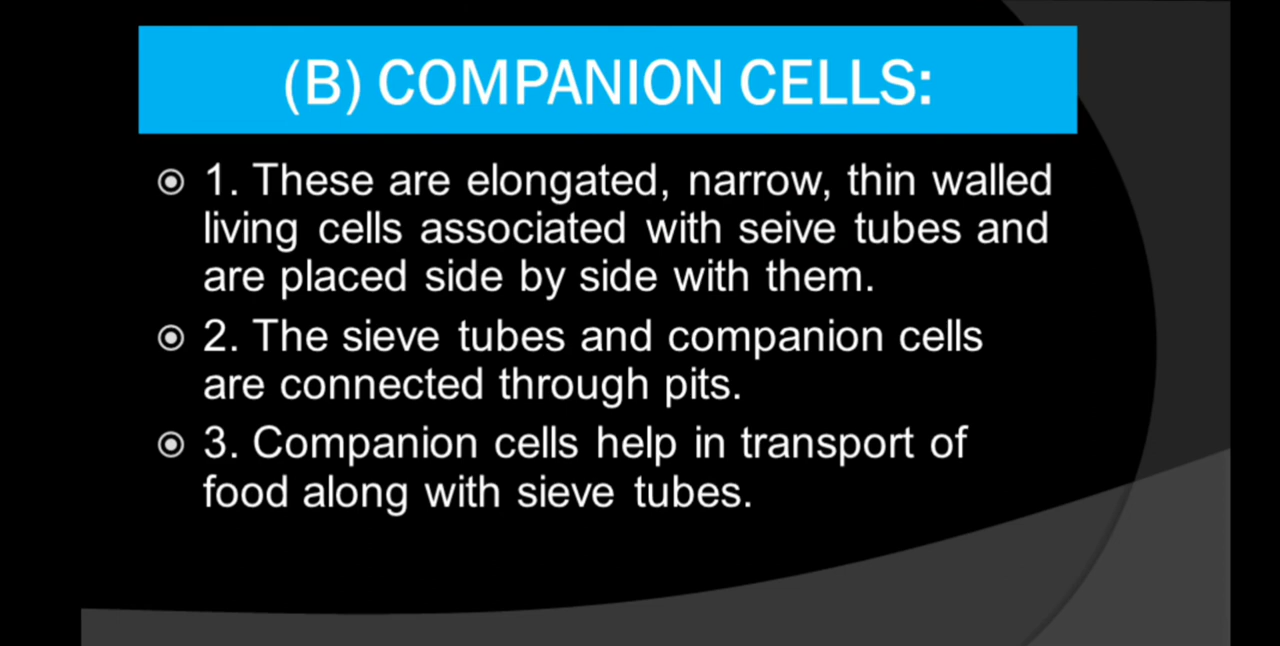 (B) COMPANION CELLS:
1. These are elongated, narrow, thin walled
living cells associated with seive tubes and
are placed side by side with them.
2. The sieve tubes and companion cells
are connected through pits.
3. Companion cells help in transport of
food along with sieve tubes.